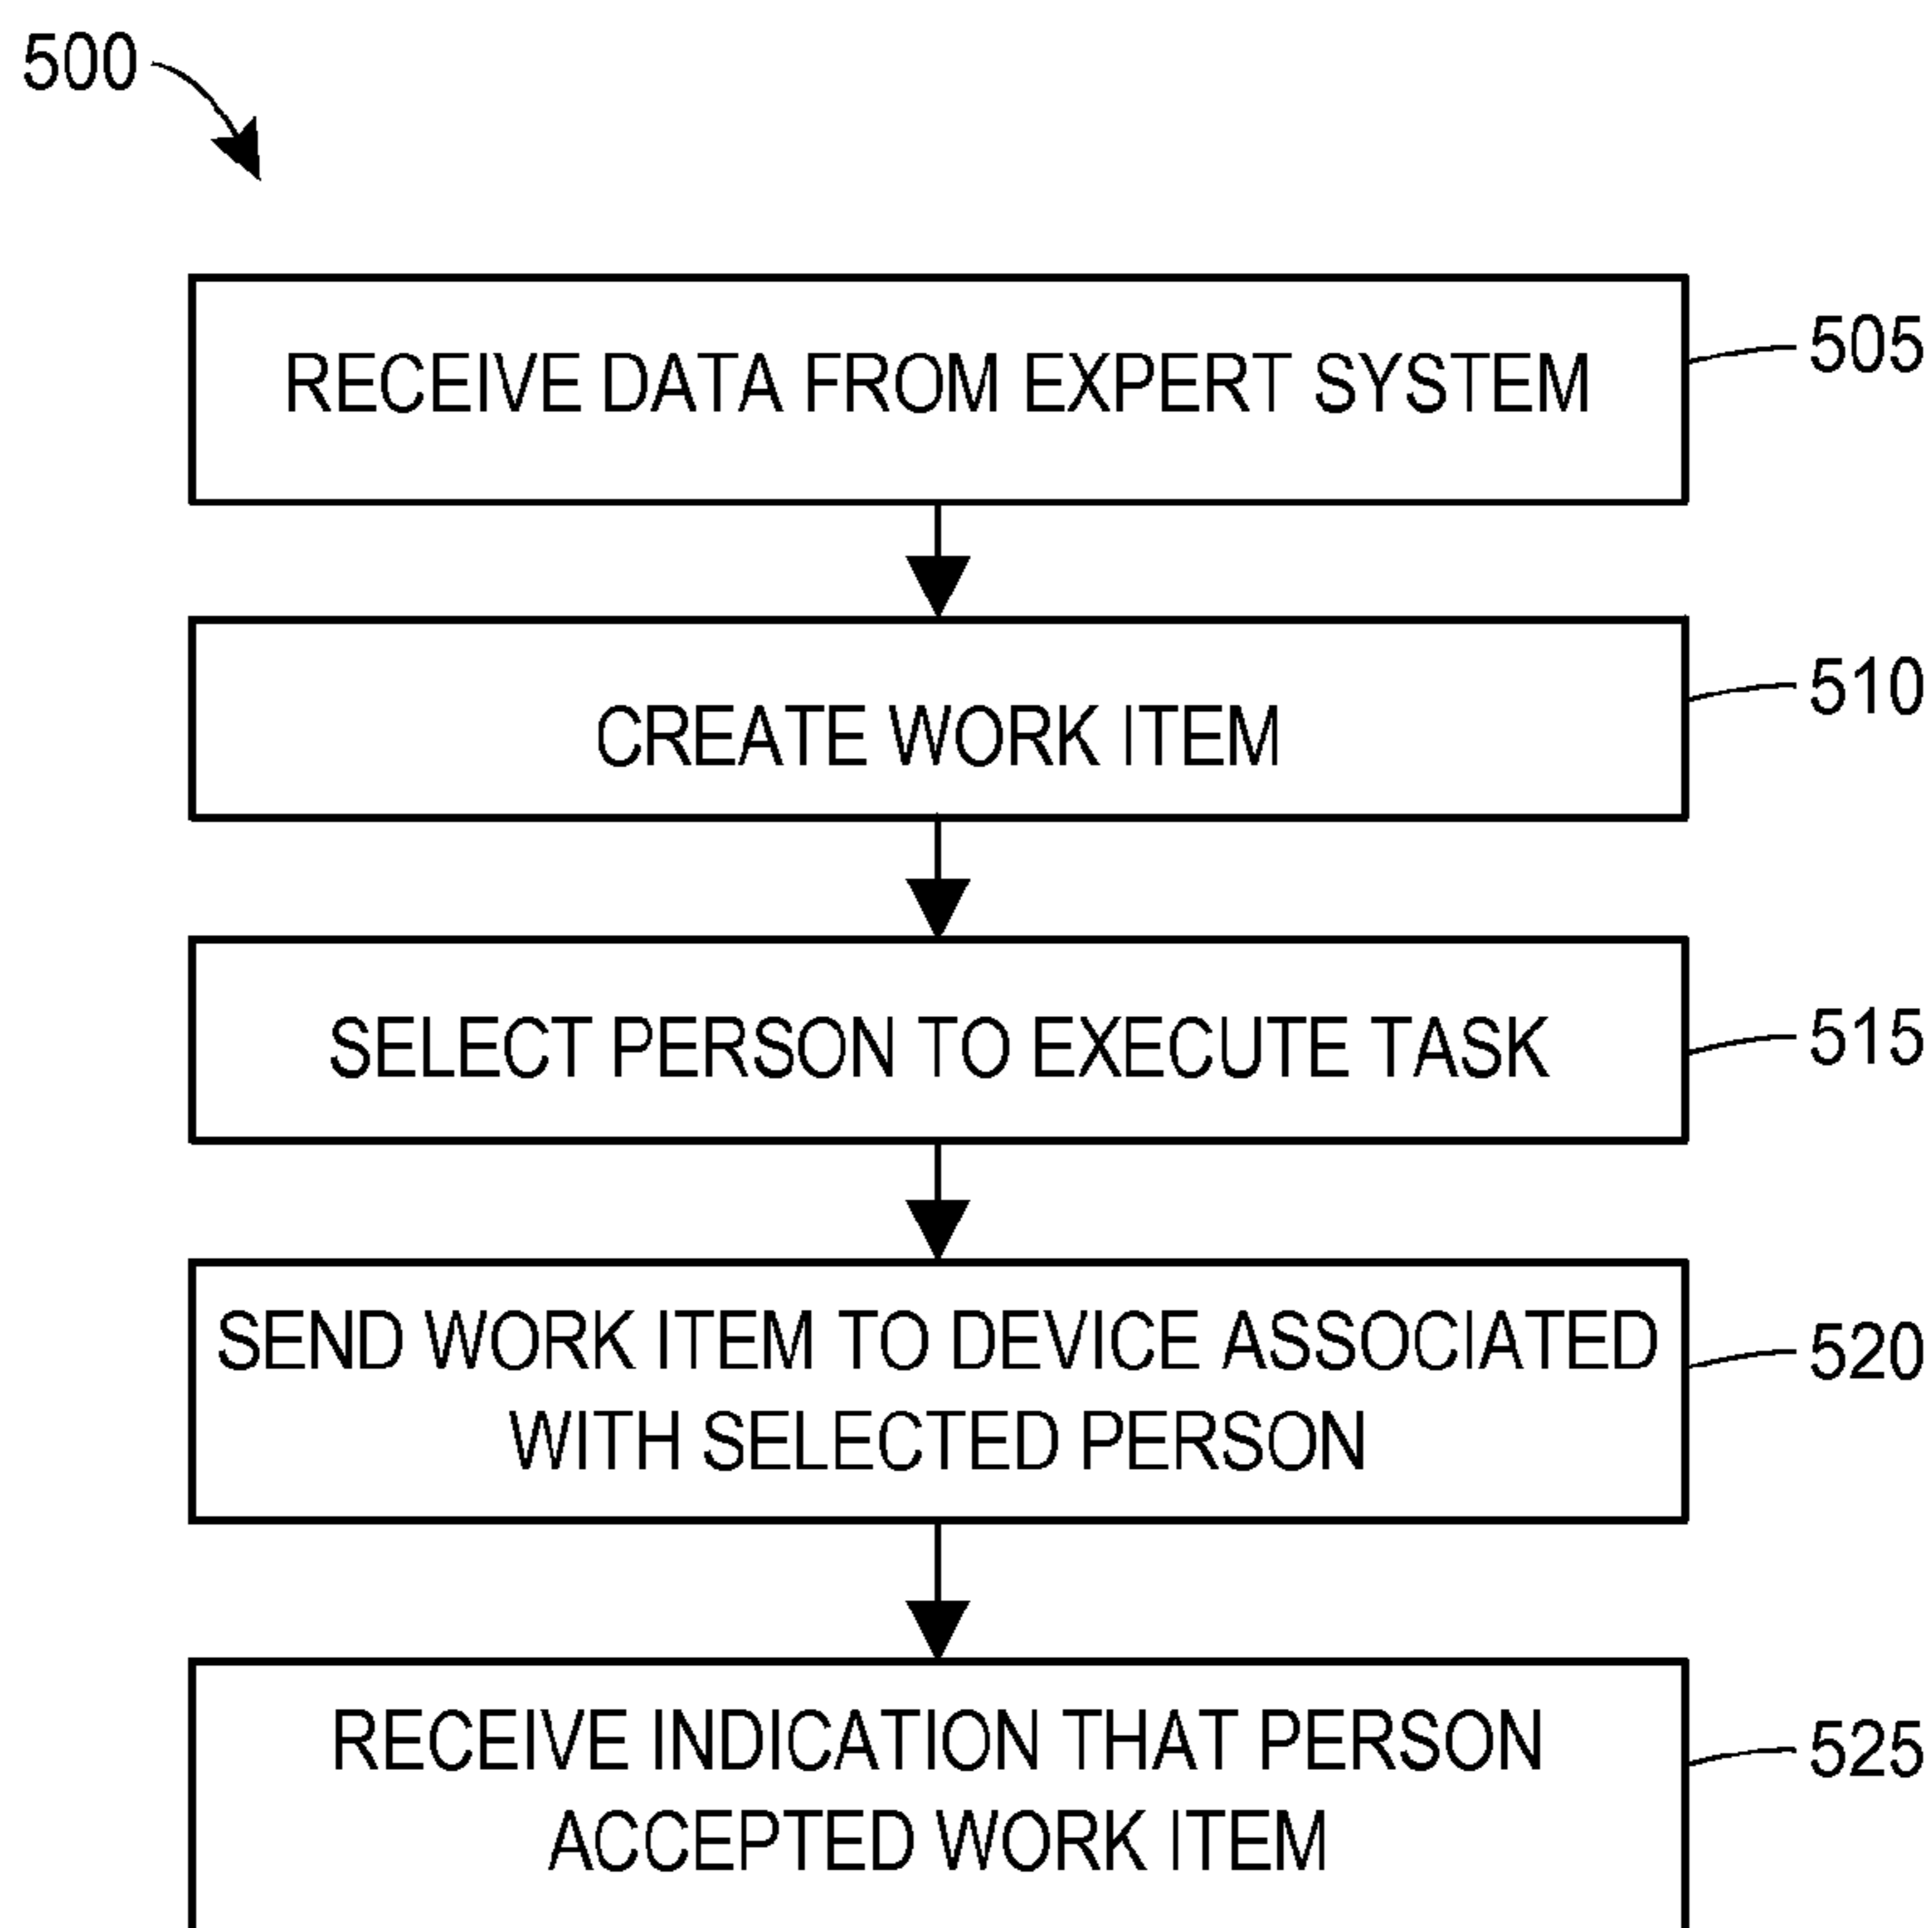 500
RECEIVE DATA FROM EXPERT SYSTEM
505
CREATE WORK ITEM
510
SELECT PERSON TO EXECUTE TASK
515
SEND WORK ITEM TO DEVICE ASSOCIATED
WITH SELECTED PERSON
520
RECEIVE INDICATION THAT PERSON
ACCEPTED WORK ITEM
525